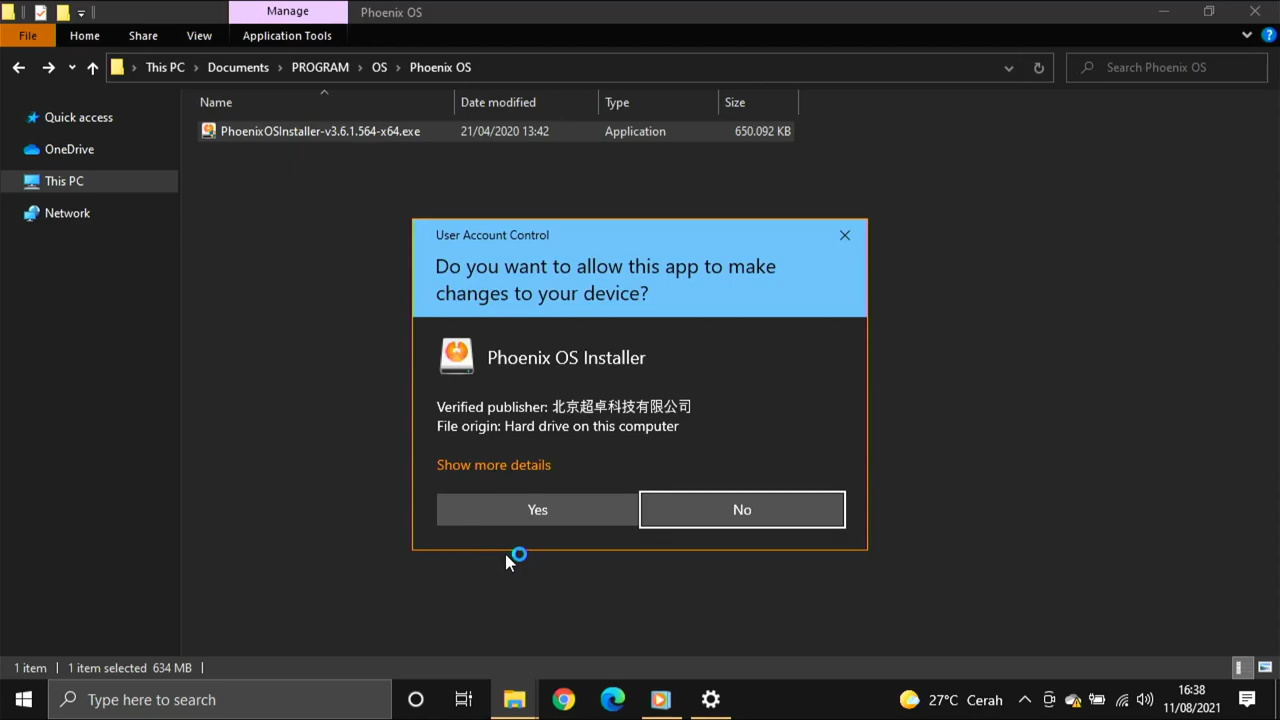 Manage
Phoenix OS
File
Home
Share
View
Application Tools
This PC
Documents
PROGRAM
OS
Phoenix OS
Search Phoenix OS
Name
Date modified
Type
Size
Quick access
PhoenixOSInstaller-v3.6.1.564-x64.exe
21/04/2020 13:42
Application
650.092 KB
OneDrive
This PC
Network
User Account Control
Do you want to allow this app to make
changes to your device?
Phoenix OS Installer
Verified publisher: 北京超卓科技有限公司
File origin: Hard drive on this computer
Show more details
Yes
No
1 item
1 item selected 634 MB
Type here to search
27°C Cerah
16:38
11/08/2021